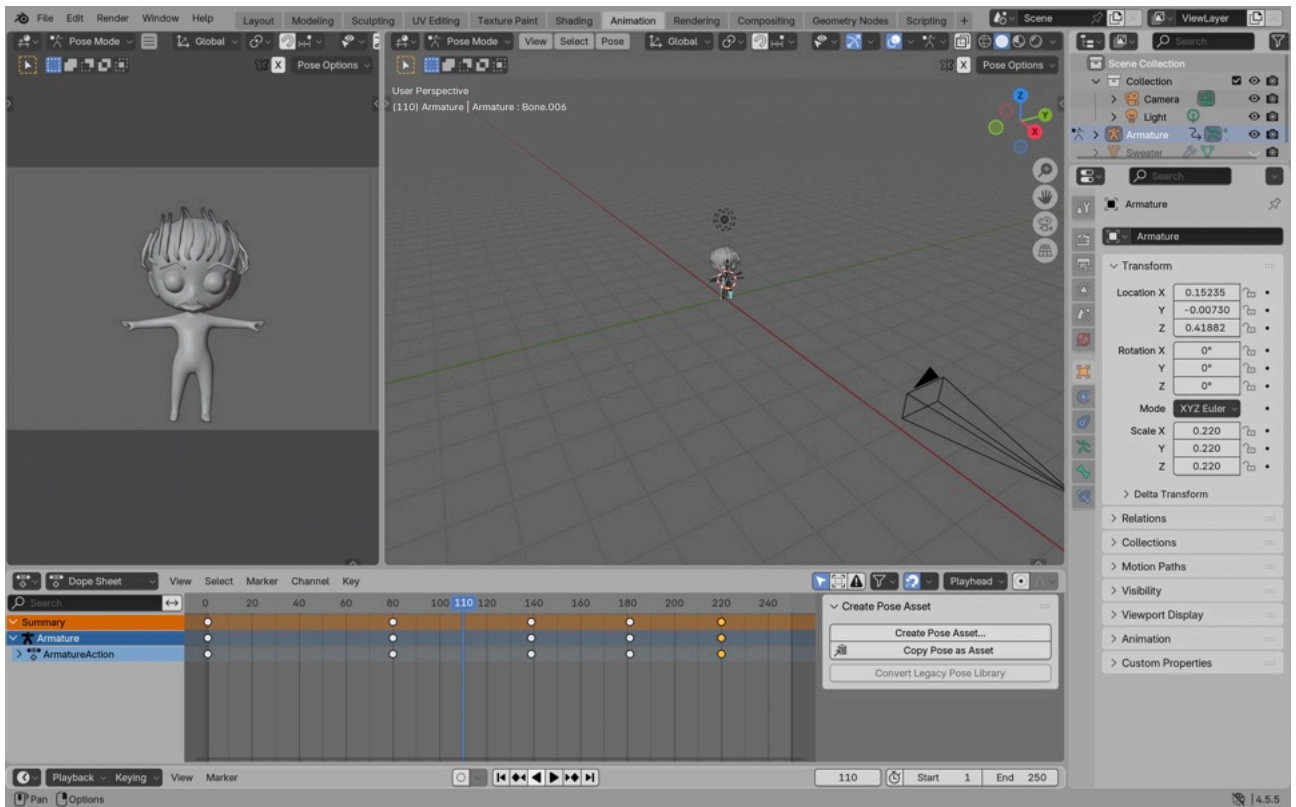 File Edit Render Window Help Layout Modeling Sculpting UV Editing Texture Paint Shading Animation Rendering Compositing Geometry Nodes Scripting + Scene ViewLayer
Pose Mode Global
Pose Mode View Select Pose Global
Search
X Pose Options
X Pose Options
User Perspective
(110) Armature | Armature : Bone.006
Z
Y
X
Scene Collection
Collection
Camera
Light
Armature
Sweater
Search
Armature
Armature
Transform
Location X 0.15235
Y -0.00730
Z 0.41882
Rotation X 0°
Y 0°
Z 0°
Mode XYZ Euler
Scale X 0.220
Y 0.220
Z 0.220
Delta Transform
Relations
Collections
Motion Paths
Visibility
Viewport Display
Animation
Custom Properties
Dope Sheet View Select Marker Channel Key Playhead
Search 0 20 40 60 80 100 110 120 140 160 180 200 220 240
Summary
Armature
ArmatureAction
Create Pose Asset
Create Pose Asset...
Copy Pose as Asset
Convert Legacy Pose Library
Playback Keying View Marker 110 Start 1 End 250
Pan Options 4.5.5